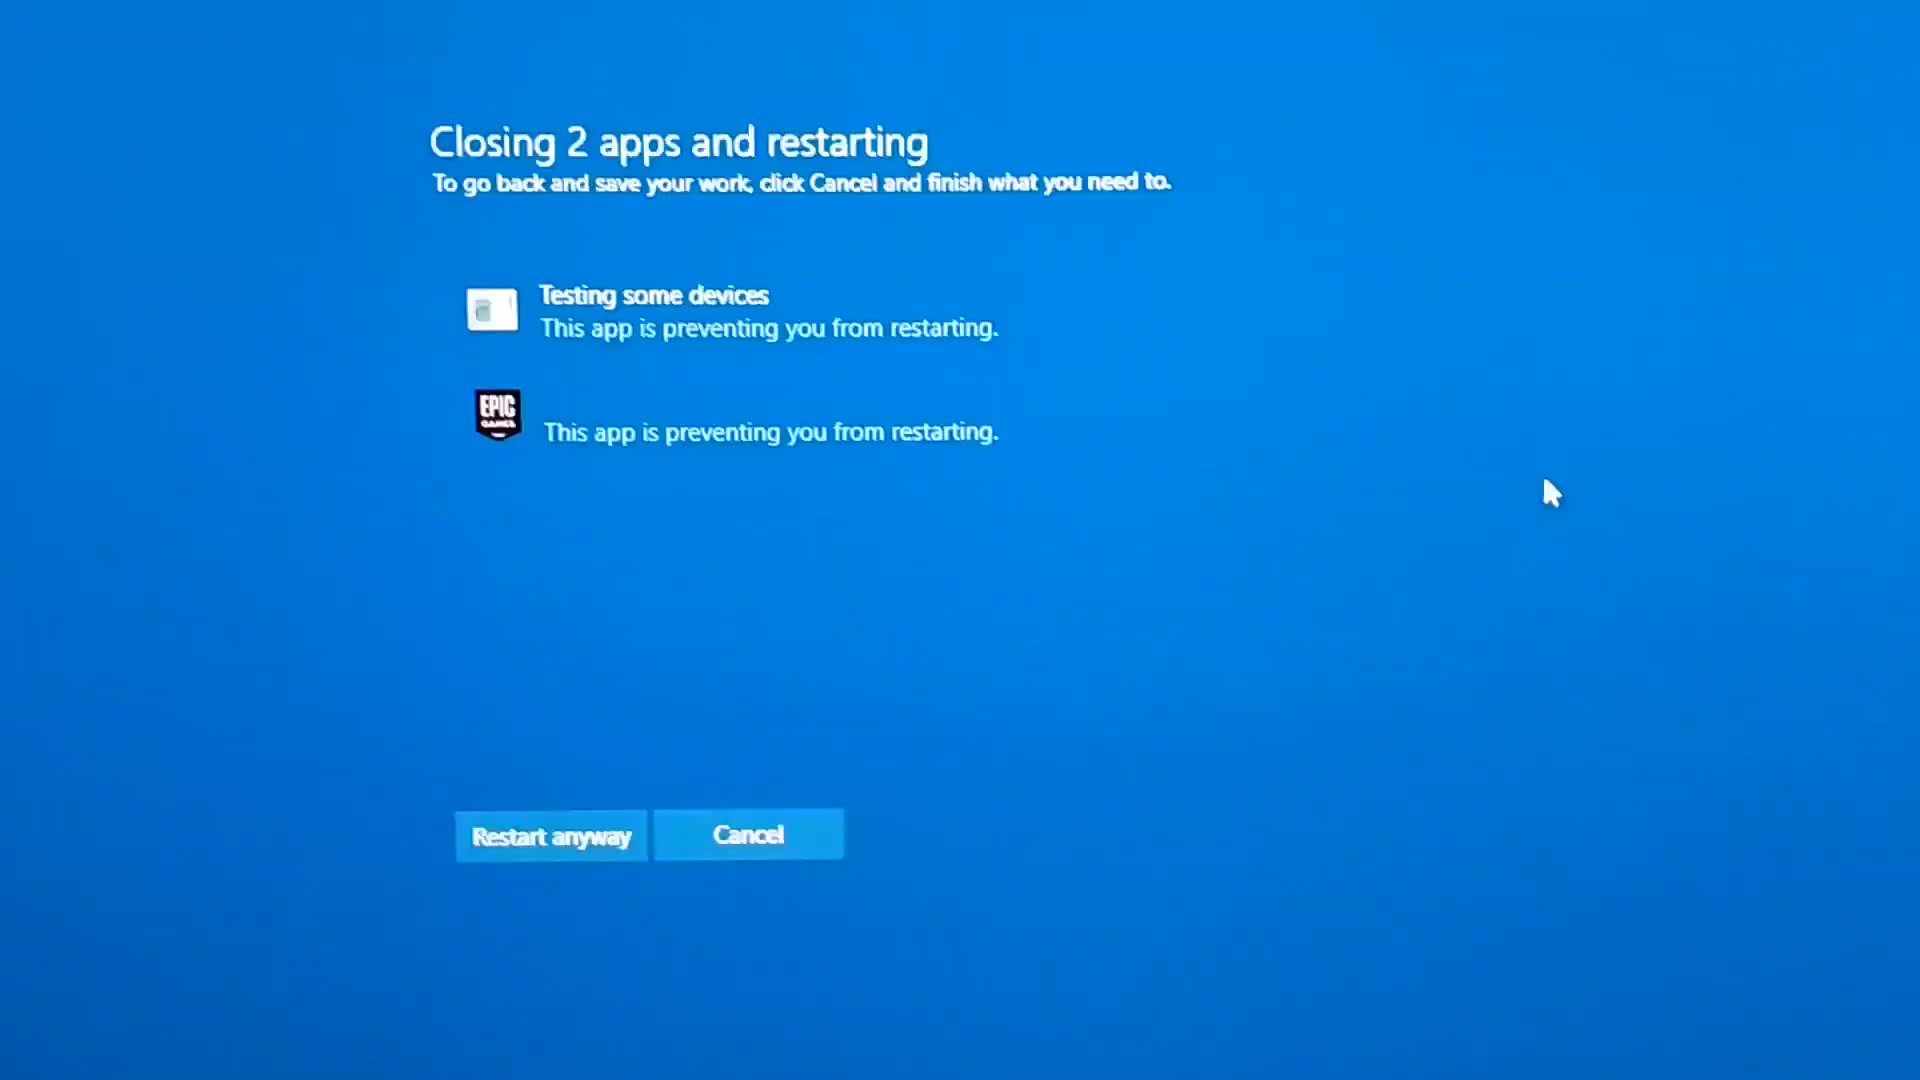 Closing 2 apps and restarting
To go back and save your work, click Cancel and finish what you need to.
Testing some devices
This app is preventing you from restarting.
EPIC
GAMES
This app is preventing you from restarting.
Restart anyway
Cancel